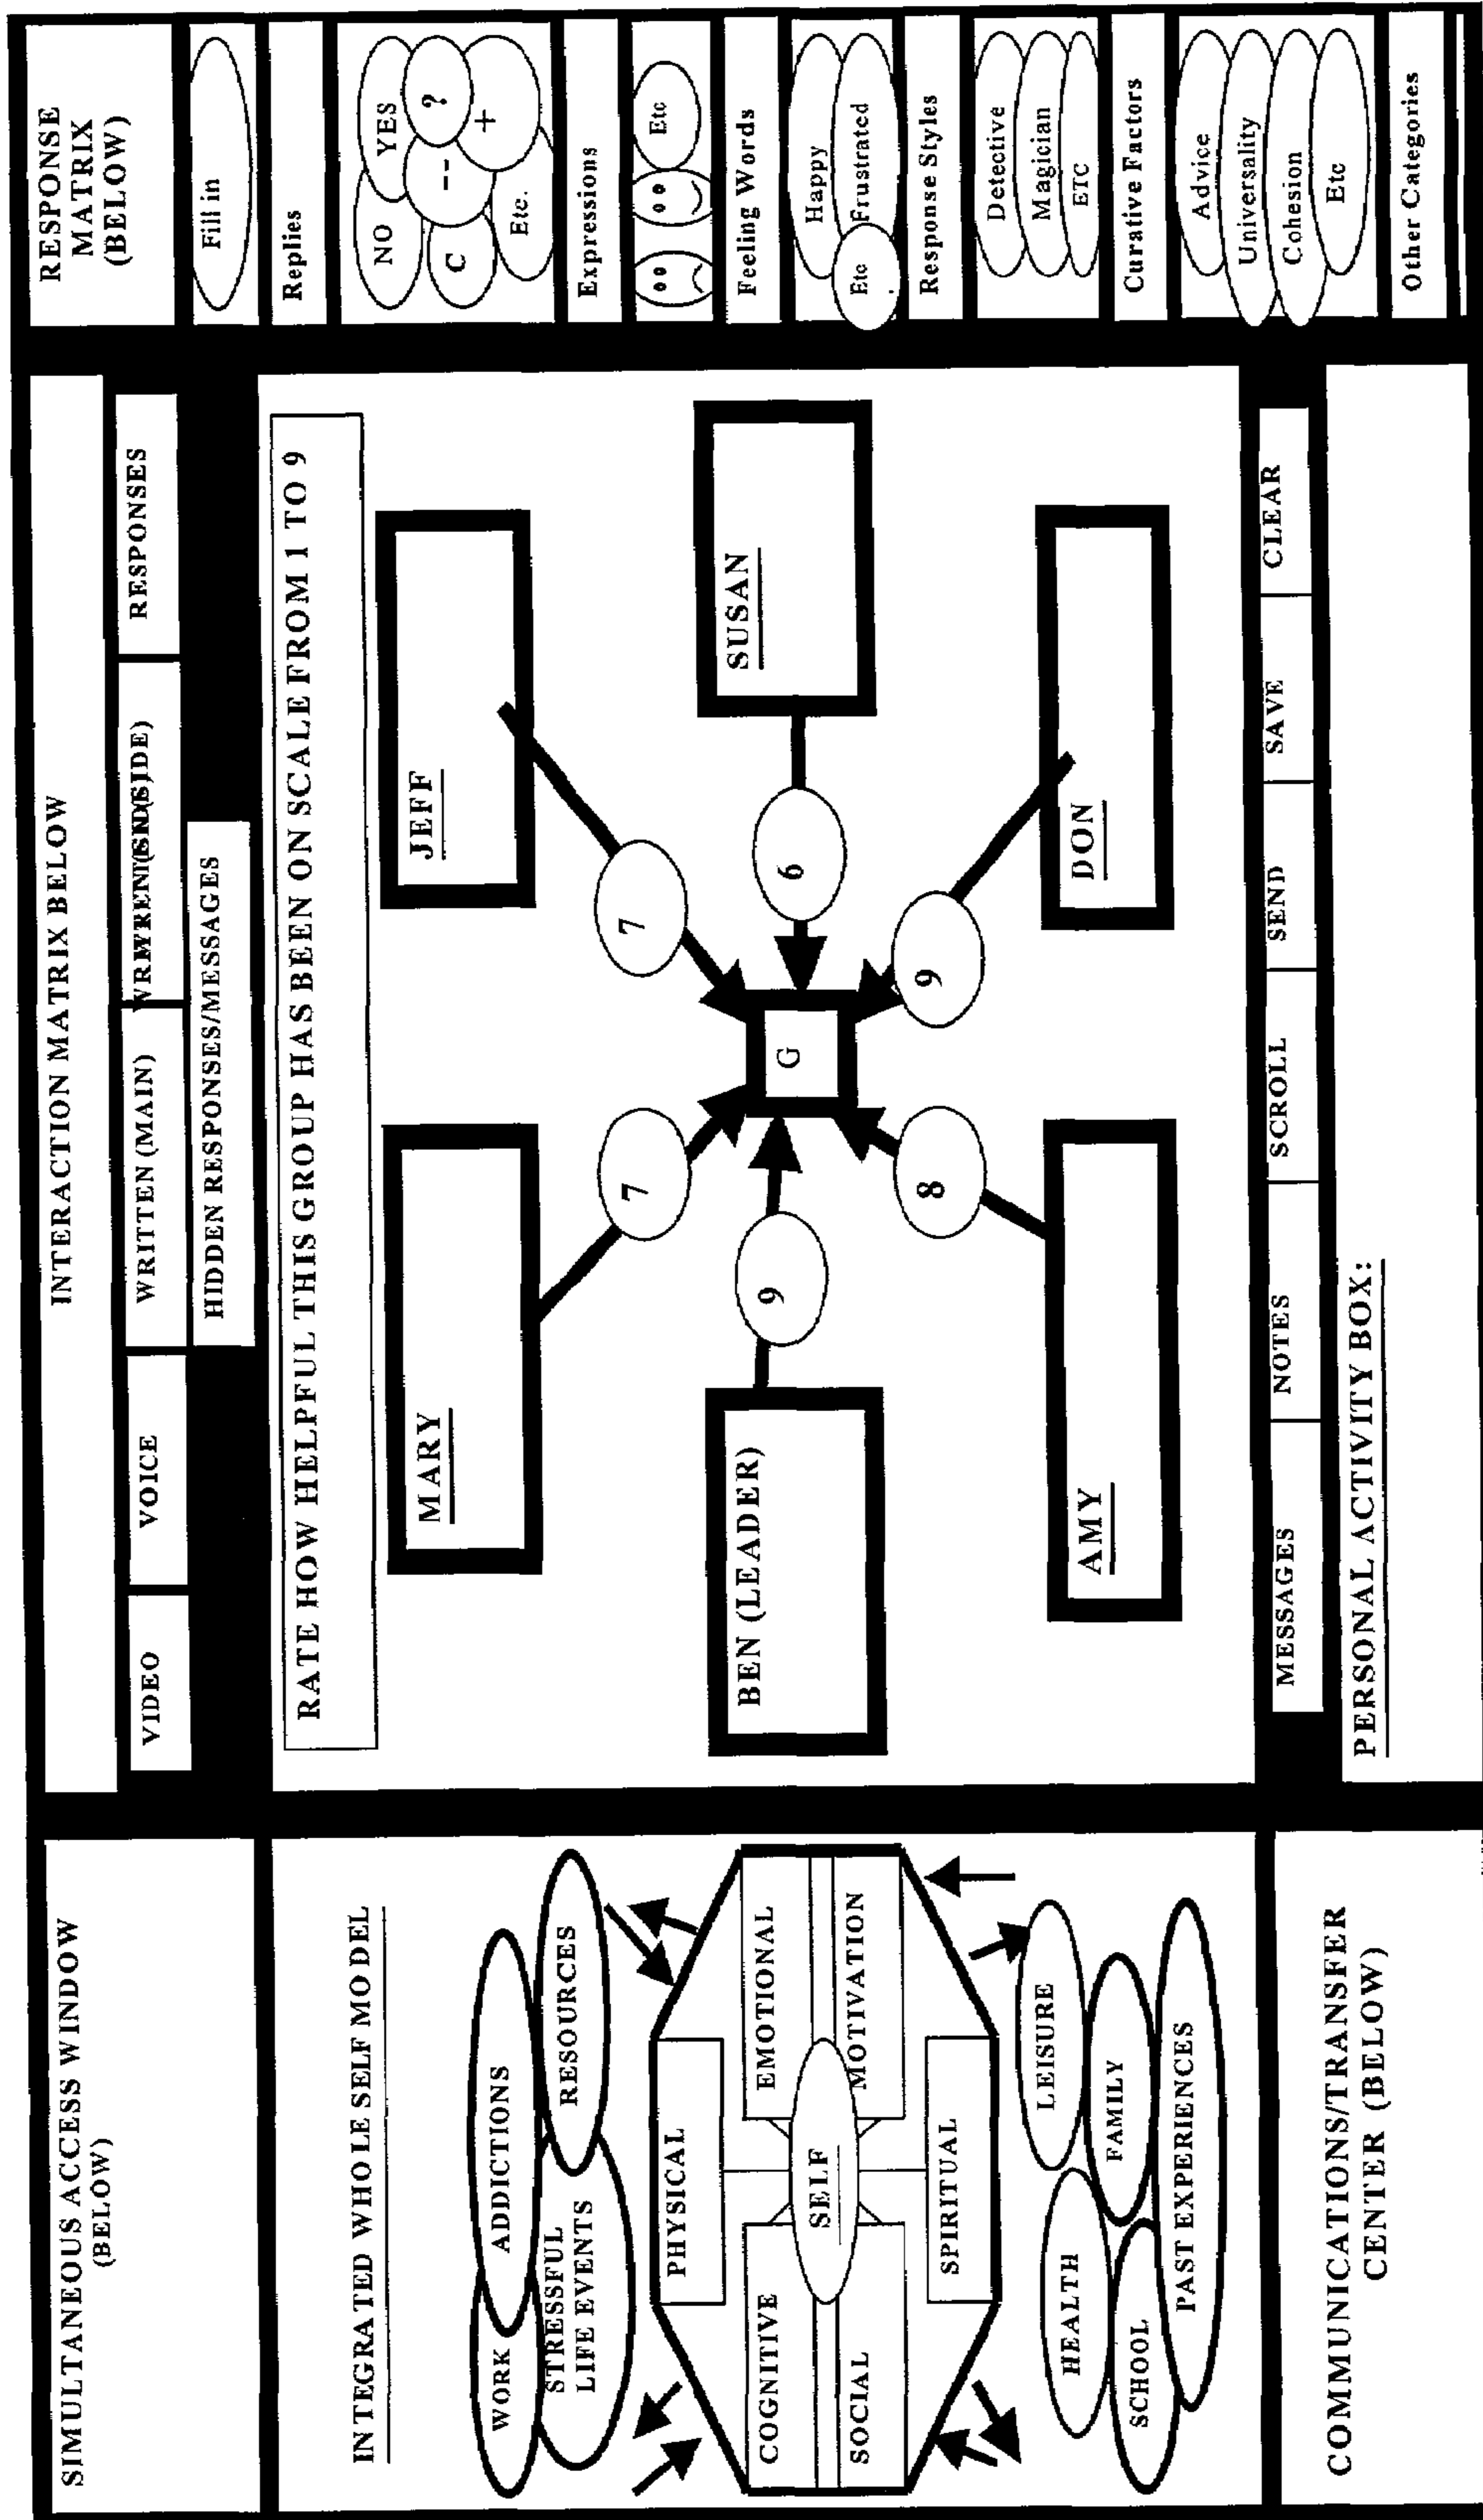 SIMULTANEOUS ACCESS WINDOW
(BELOW)
INTEGRATED WHOLE SELF MODEL
WORK
ADDICTIONS
STRESSFUL
LIFE EVENTS
RESOURCES
PHYSICAL
COGNITIVE
EMOTIONAL
SELF
SOCIAL
MOTIVATION
SPIRITUAL
HEALTH
LEISURE
SCHOOL
FAMILY
PAST EXPERIENCES
COMMUNICATIONS/TRANSFER
CENTER (BELOW)
INTERACTION MATRIX BELOW
VIDEO
VOICE
WRITTEN (MAIN)
RESPONSES
HIDDEN RESPONSES/MESSAGES
RATE HOW HELPFUL THIS GROUP HAS BEEN ON SCALE FROM 1 TO 9
MARY
JEFF
7
7
BEN (LEADER)
9
G
6
SUSAN
8
9
AMY
DON
MESSAGES
NOTES
SCROLL
SEND
SAVE
CLEAR
PERSONAL ACTIVITY BOX:
RESPONSE
MATRIX
(BELOW)
Fill in
Replies
NO
YES
C
--
?
+
Etc.
Expressions
Etc
Feeling Words
Happy
Etc
Frustrated
Response Styles
Detective
Magician
ETC
Curative Factors
Advice
Universality
Cohesion
Etc
Other Categories